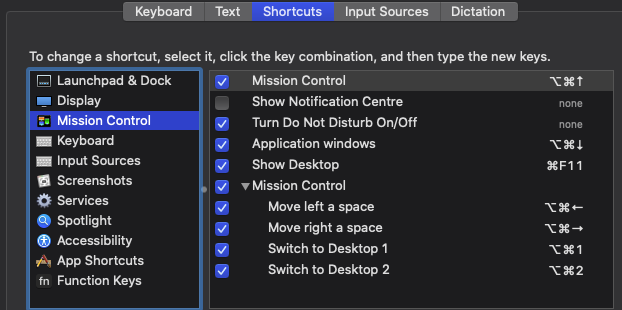 Keyboard Text Shortcuts Input Sources Dictation
To change a shortcut, select it, click the key combination, and then type the new keys.
Launchpad & Dock
Display
Mission Control
Keyboard
Input Sources
Screenshots
Services
Spotlight
Accessibility
App Shortcuts
fn Function Keys
Mission Control ⌥⌘↑
Show Notification Centre none
Turn Do Not Disturb On/Off none
Application windows ⌥⌘↓
Show Desktop ⌘F11
Mission Control
Move left a space ⌥⌘←
Move right a space ⌥⌘→
Switch to Desktop 1 ⌥⌘1
Switch to Desktop 2 ⌥⌘2